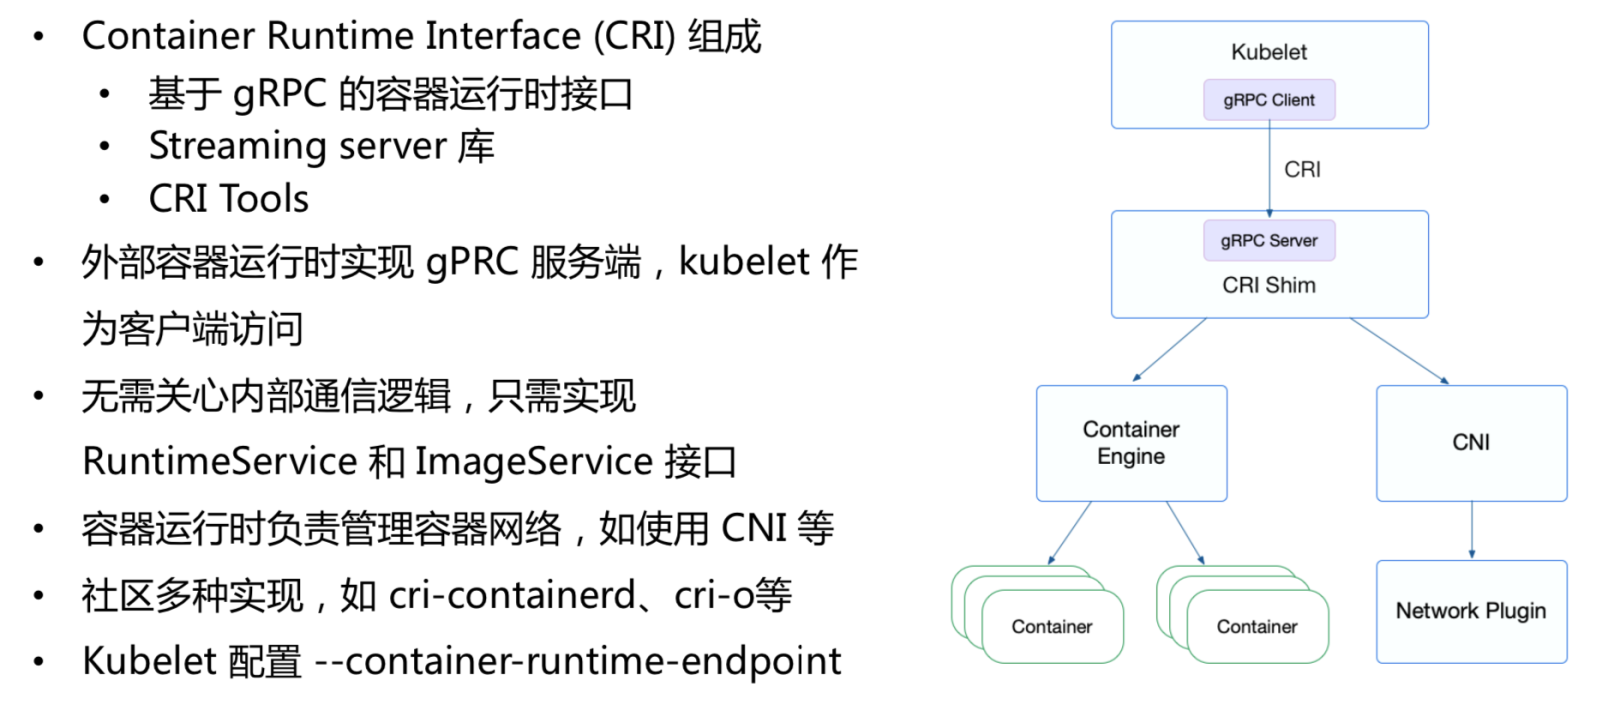 • Container Runtime Interface (CRI) 组成
• 基于 gRPC 的容器运行时接口
• Streaming server 库
• CRI Tools
• 外部容器运行时实现 gPRC 服务端，kubelet 作
为客户端访问
• 无需关心内部通信逻辑，只需实现
RuntimeService 和 ImageService 接口
• 容器运行时负责管理容器网络，如使用 CNI 等
• 社区多种实现，如 cri-containerd、cri-o等
• Kubelet 配置 --container-runtime-endpoint
Kubelet
gRPC Client
CRI
gRPC Server
CRI Shim
Container
Engine
CNI
Container
Container
Network Plugin